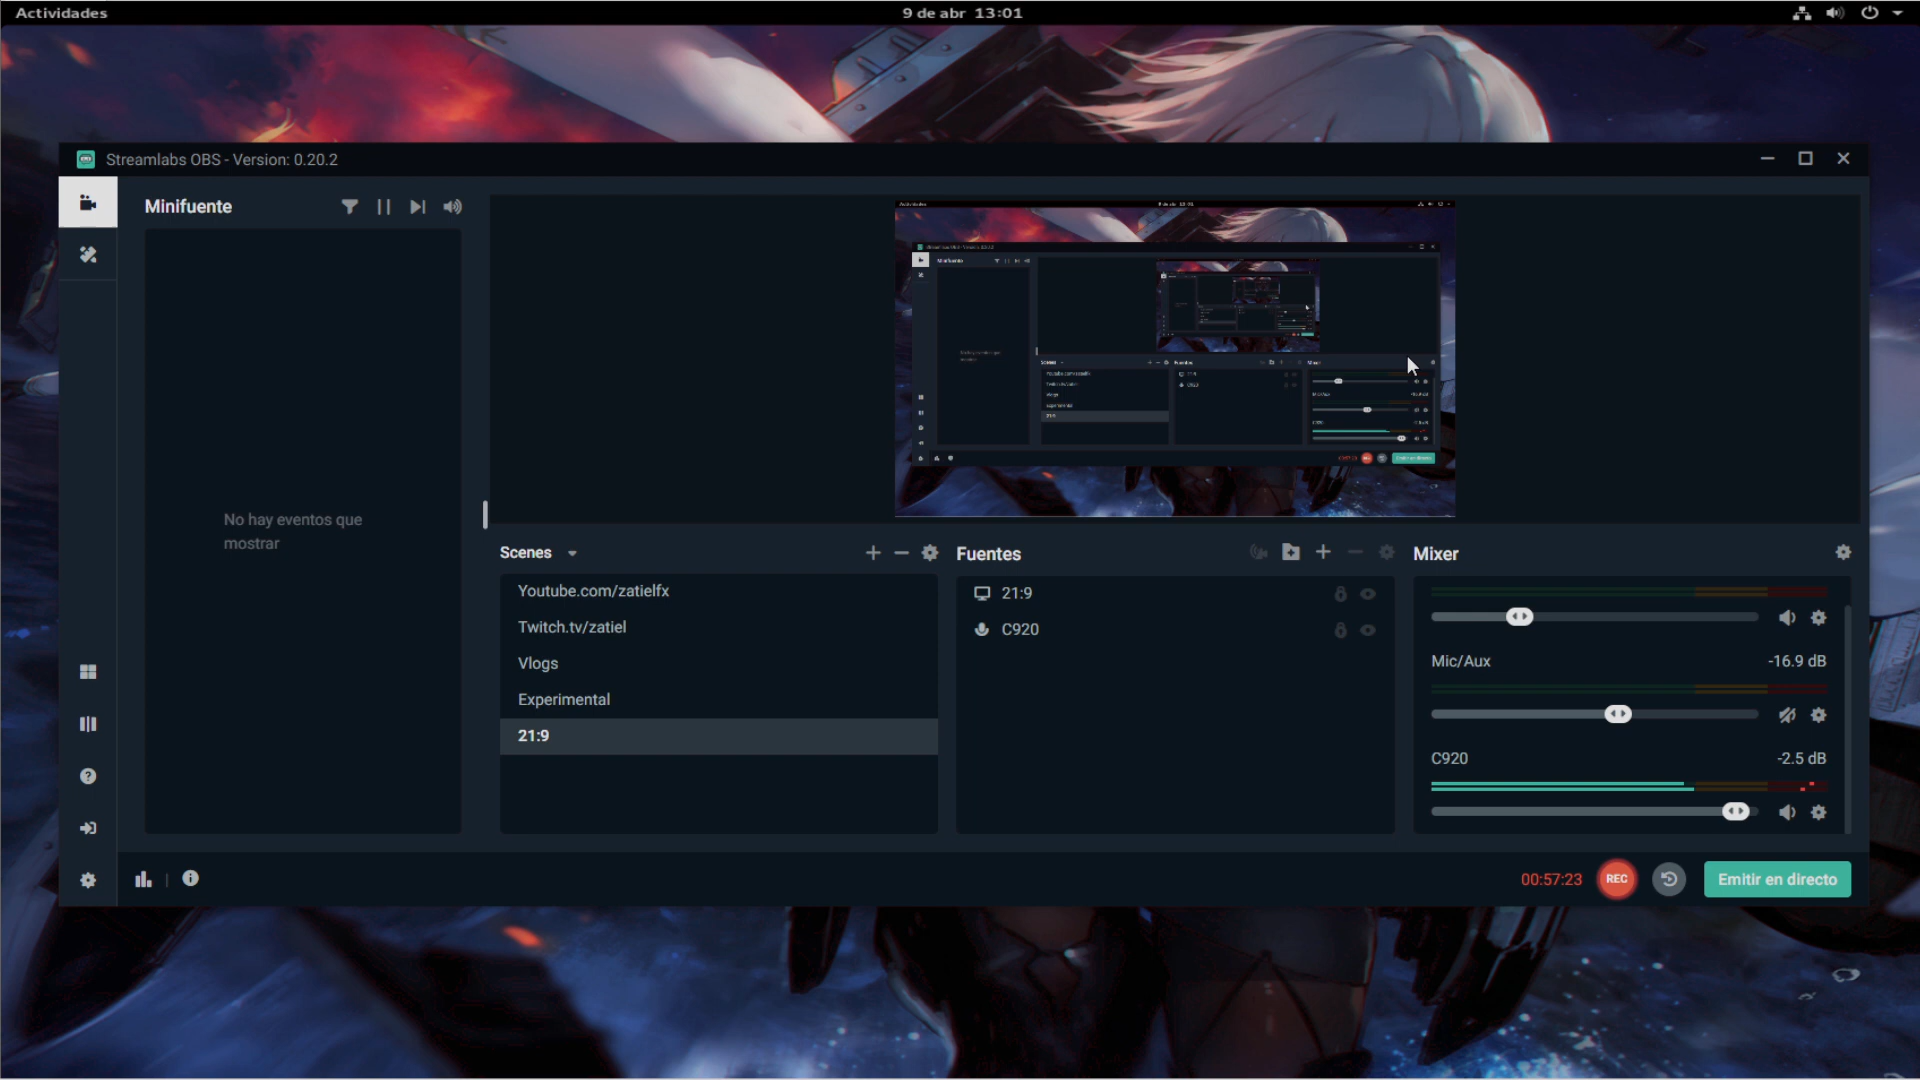 Actividades
9 de abr 13:01
Streamlabs OBS - Version: 0.20.2
Minifuente
No hay eventos que
mostrar
Scenes
Youtube.com/zatielfx
Twitch.tv/zatiel
Vlogs
Experimental
21:9
Fuentes
21:9
C920
Mixer
Mic/Aux
-16.9 dB
C920
-2.5 dB
00:57:23
REC
Emitir en directo